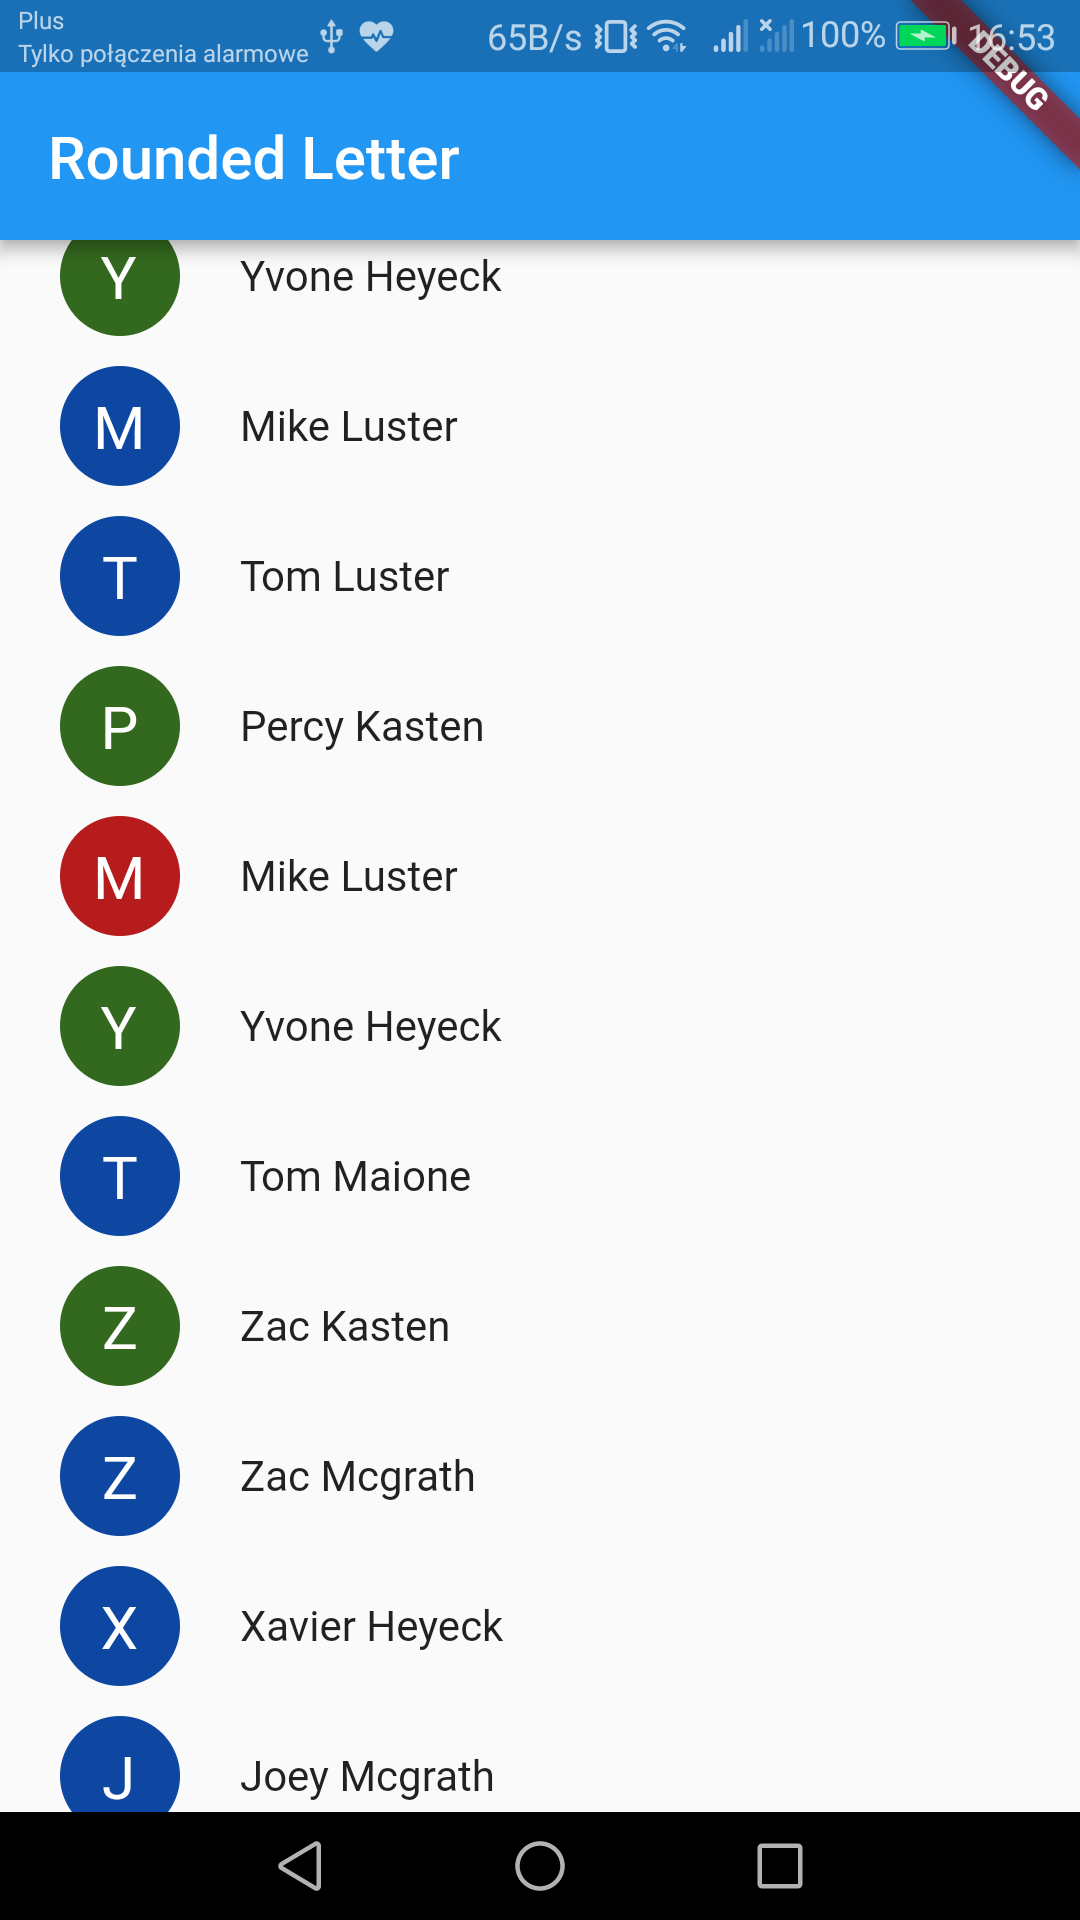 Plus
Tylko połączenia alarmowe
65B/s
100%
16:53
DEBUG
Rounded Letter
Y Yvone Heyeck
M Mike Luster
T Tom Luster
P Percy Kasten
M Mike Luster
Y Yvone Heyeck
T Tom Maione
Z Zac Kasten
Z Zac Mcgrath
X Xavier Heyeck
J Joey Mcgrath